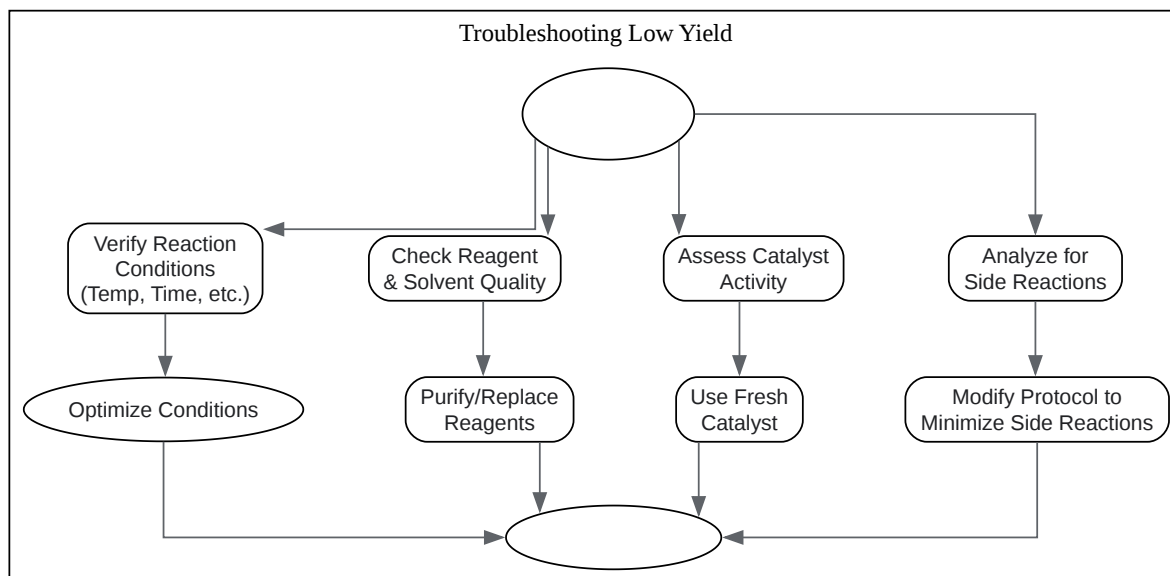 Troubleshooting Low Yield
Verify Reaction
Conditions
(Temp, Time, etc.)
Check Reagent
& Solvent Quality
Assess Catalyst
Activity
Analyze for
Side Reactions
Optimize Conditions
Purify/Replace
Reagents
Use Fresh
Catalyst
Modify Protocol to
Minimize Side Reactions